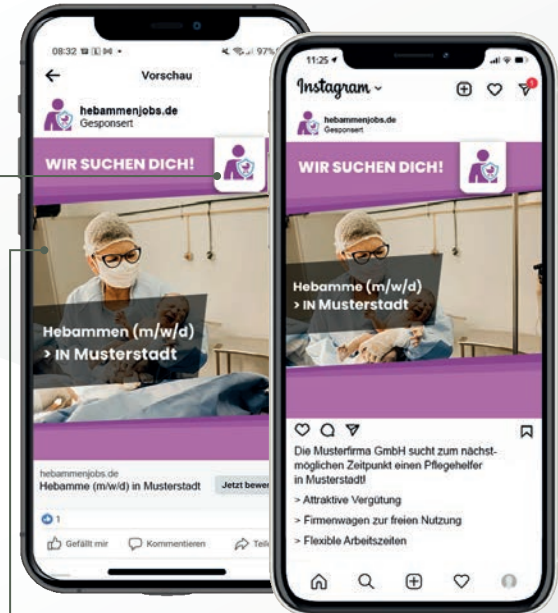 08:32
97%
Vorschau
hebammenjobs.de
Gesponsert
WIR SUCHEN DICH!
Hebammen (m/w/d)
> IN Musterstadt
hebammenjobs.de
Hebamme (m/w/d) in Musterstadt
Jetzt bewer
1
Gefällt mir
Kommentieren
Teile
11:25
Instagram
hebammenjobs.de
Gesponsert
WIR SUCHEN DICH!
Hebamme (m/w/d)
> IN Musterstadt
Die Musterfirma GmbH sucht zum nächst-
möglichen Zeitpunkt einen Pflegehelfer
in Musterstadt!
> Attraktive Vergütung
> Firmenwagen zur freien Nutzung
> Flexible Arbeitszeiten